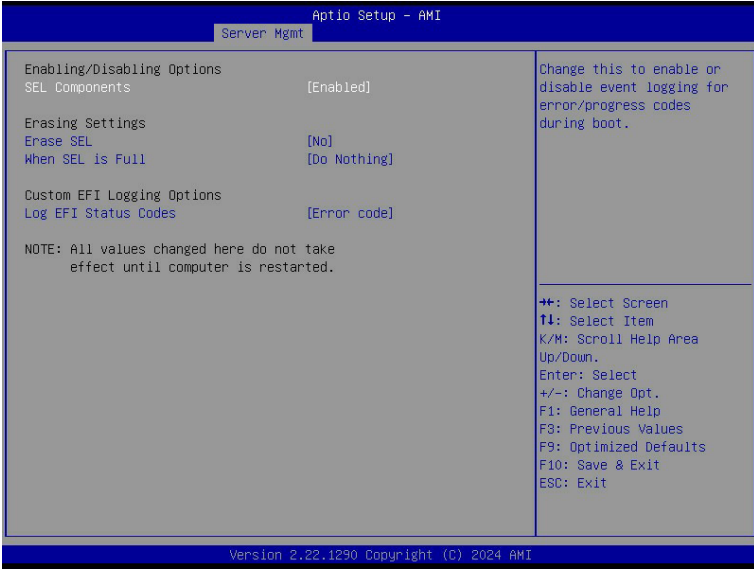 Aptio Setup - AMI
Server Mgmt
Enabling/Disabling Options
SEL Components [Enabled]
Erasing Settings
Erase SEL [No]
When SEL is Full [Do Nothing]
Custom EFI Logging Options
Log EFI Status Codes [Error code]
NOTE: All values changed here do not take
effect until computer is restarted.
Change this to enable or
disable event logging for
error/progress codes
during boot.
→←: Select Screen
↑↓: Select Item
K/M: Scroll Help Area
Up/Down.
Enter: Select
+/-: Change Opt.
F1: General Help
F3: Previous Values
F9: Optimized Defaults
F10: Save & Exit
ESC: Exit
Version 2.22.1290 Copyright (C) 2024 AMI